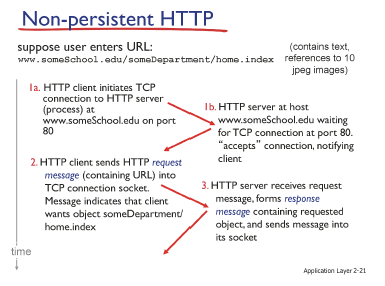 Non-persistent HTTP
suppose user enters URL:
www.someSchool.edu/someDepartment/home.index
(contains text,
references to 10
jpeg images)
1a. HTTP client initiates TCP
connection to HTTP server
(process) at
www.someSchool.edu on port
80
1b. HTTP server at host
www.someSchool.edu waiting
for TCP connection at port 80.
“accepts” connection, notifying
client
2. HTTP client sends HTTP request
message (containing URL) into
TCP connection socket.
Message indicates that client
wants object someDepartment/
home.index
3. HTTP server receives request
message, forms response
message containing requested
object, and sends message into
its socket
time
Application Layer 2-21